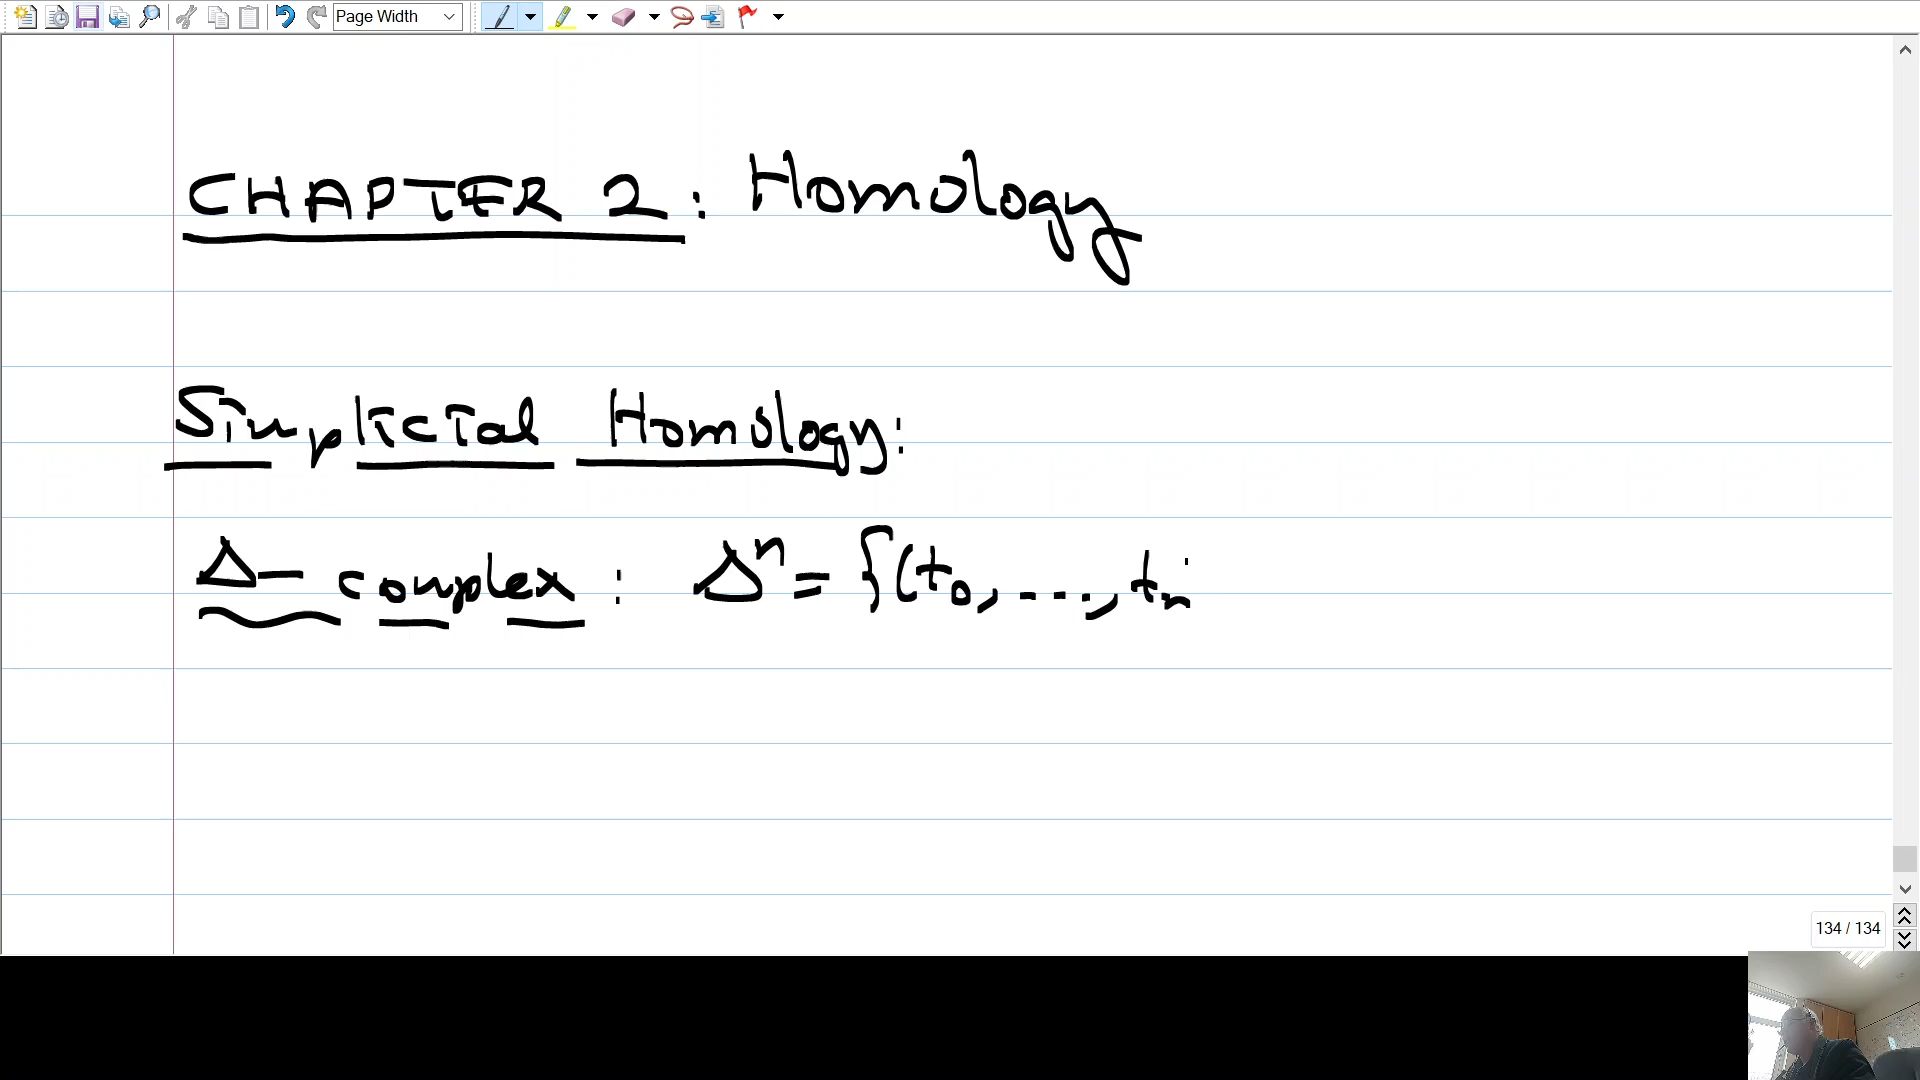 Page Width
CHAPTER 2: Homology
Simplicial Homology:
Δ- complex: Δⁿ = {(t₀, ..., tₙ
134 / 134